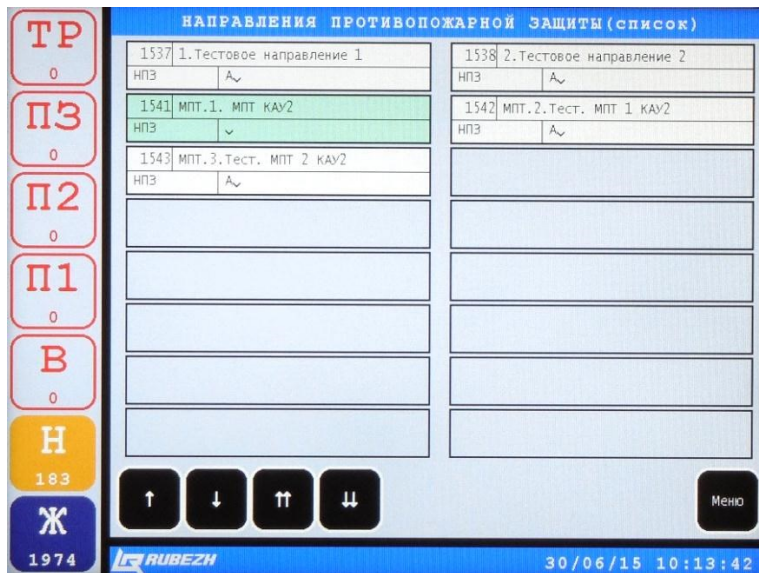 НАПРАВЛЕНИЯ ПРОТИВОПОЖАРНОЙ ЗАЩИТЫ(список)
ТР
0
ПЗ
0
П2
0
П1
0
В
0
Н
183
Ж
1974
1537 1.Тестовое направление 1
НПЗ А
1538 2.Тестовое направление 2
НПЗ А
1541 МПТ.1. МПТ КАУ2
НПЗ
1542 МПТ.2.Тест. МПТ 1 КАУ2
НПЗ А
1543 МПТ.3.Тест. МПТ 2 КАУ2
НПЗ А
↑ ↓ ⇈ ⇊
Меню
RUBEZH
30/06/15 10:13:42